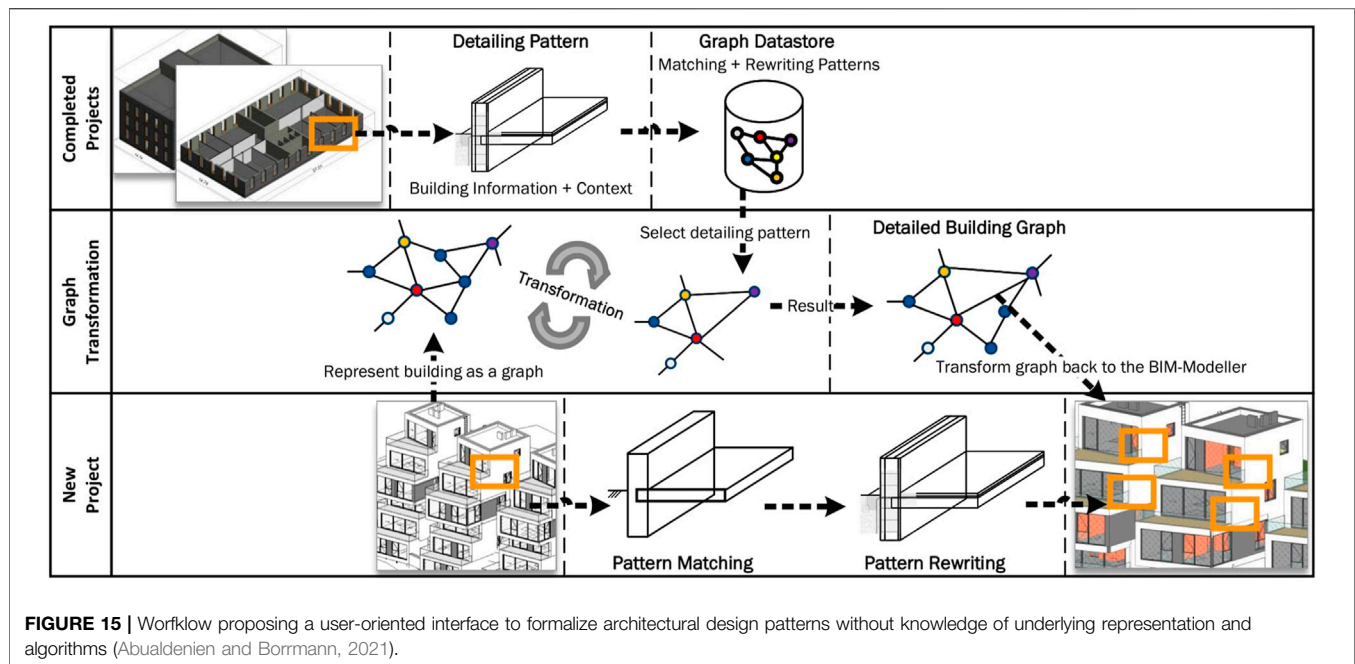 Completed
Projects
Detailing Pattern
Building Information + Context
Graph Datastore
Matching + Rewriting Patterns
Graph
Transformation
Represent building as a graph
Transformation
Select detailing pattern
Result
Detailed Building Graph
Transform graph back to the BIM-Modeller
New
Project
Pattern Matching
Pattern Rewriting
FIGURE 15 | Worfklow proposing a user-oriented interface to formalize architectural design patterns without knowledge of underlying representation and
algorithms (Abualdenien and Borrmann, 2021).